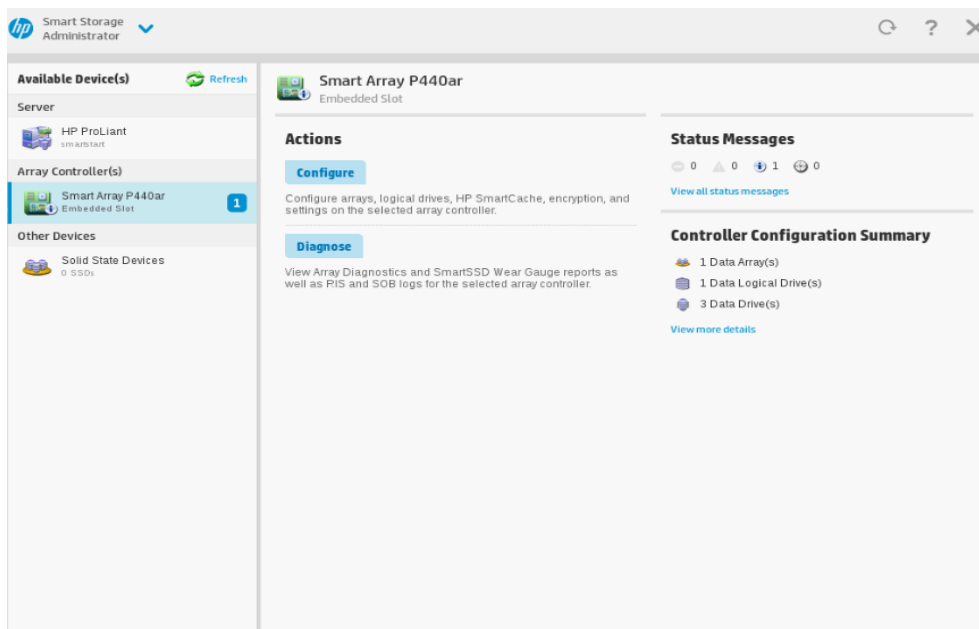 hp
Smart Storage
Administrator
?
Available Device(s)
Refresh
Server
HP ProLiant
smartstart
Array Controller(s)
Smart Array P440ar
Embedded Slot
1
Other Devices
Solid State Devices
0 SSDs
Smart Array P440ar
Embedded Slot
Actions
Configure
Configure arrays, logical drives, HP SmartCache, encryption, and
settings on the selected array controller.
Diagnose
View Array Diagnostics and SmartSSD Wear Gauge reports as
well as PIS and SOB logs for the selected array controller.
Status Messages
0 0 1 0
View all status messages
Controller Configuration Summary
1 Data Array(s)
1 Data Logical Drive(s)
3 Data Drive(s)
View more details